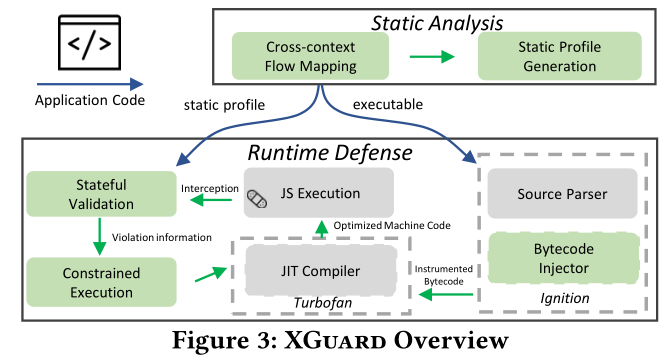 </>
Application Code
Static Analysis
Cross-context
Flow Mapping
Static Profile
Generation
static profile
executable
Runtime Defense
Stateful
Validation
Interception
JS Execution
Source Parser
Violation information
Optimized Machine Code
Constrained
Execution
JIT Compiler
Turbofan
Instrumented
Bytecode
Bytecode
Injector
Ignition
Figure 3: XGUARD Overview